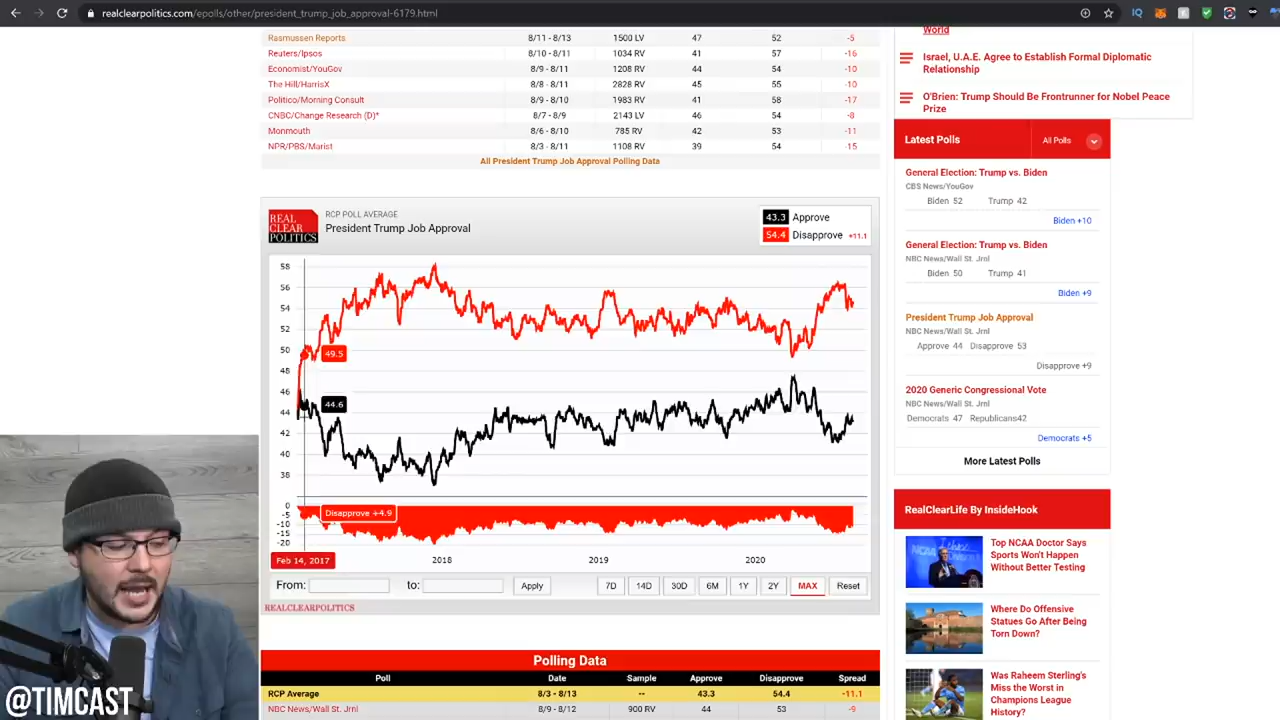 realclearpolitics.com/epolls/other/president_trump_job_approval-6179.html
Rasmussen Reports 8/11 - 8/13 1500 LV 47 52 -5
Reuters/Ipsos 8/10 - 8/11 1034 RV 41 57 -16
Economist/YouGov 8/9 - 8/11 1208 RV 44 54 -10
The Hill/HarrisX 8/8 - 8/11 2828 RV 45 55 -10
Politico/Morning Consult 8/9 - 8/10 1983 RV 41 58 -17
CNBC/Change Research (D)* 8/7 - 8/9 2143 LV 46 54 -8
Monmouth 8/6 - 8/10 785 RV 42 53 -11
NPR/PBS/Marist 8/3 - 8/11 1108 RV 39 54 -15
All President Trump Job Approval Polling Data
REAL
CLEAR
POLITICS
RCP POLL AVERAGE
President Trump Job Approval
43.3 Approve
54.4 Disapprove +11.1
58
56
54
52
50
48
46
44
42
40
38
49.5
44.6
0
-5
-10
-15
-20
Disapprove +4.9
Feb 14, 2017
2018
2019
2020
From: to: Apply 7D 14D 30D 6M 1Y 2Y MAX Reset
REALCLEARPOLITICS
Polling Data
Poll Date Sample Approve Disapprove Spread
RCP Average 8/3 - 8/13 -- 43.3 54.4 -11.1
NBC News/Wall St. Jrnl 8/9 - 8/12 900 RV 44 53 -9
World
Israel, U.A.E. Agree to Establish Formal Diplomatic
Relationship
O'Brien: Trump Should Be Frontrunner for Nobel Peace
Prize
Latest Polls All Polls
General Election: Trump vs. Biden
CBS News/YouGov
Biden 52 Trump 42
Biden +10
General Election: Trump vs. Biden
NBC News/Wall St. Jrnl
Biden 50 Trump 41
Biden +9
President Trump Job Approval
NBC News/Wall St. Jrnl
Approve 44 Disapprove 53
Disapprove +9
2020 Generic Congressional Vote
NBC News/Wall St. Jrnl
Democrats 47 Republicans42
Democrats +5
More Latest Polls
RealClearLife By InsideHook
Top NCAA Doctor Says
Sports Won't Happen
Without Better Testing
Where Do Offensive
Statues Go After Being
Torn Down?
Was Raheem Sterling's
Miss the Worst in
Champions League
History?
@TIMCAST